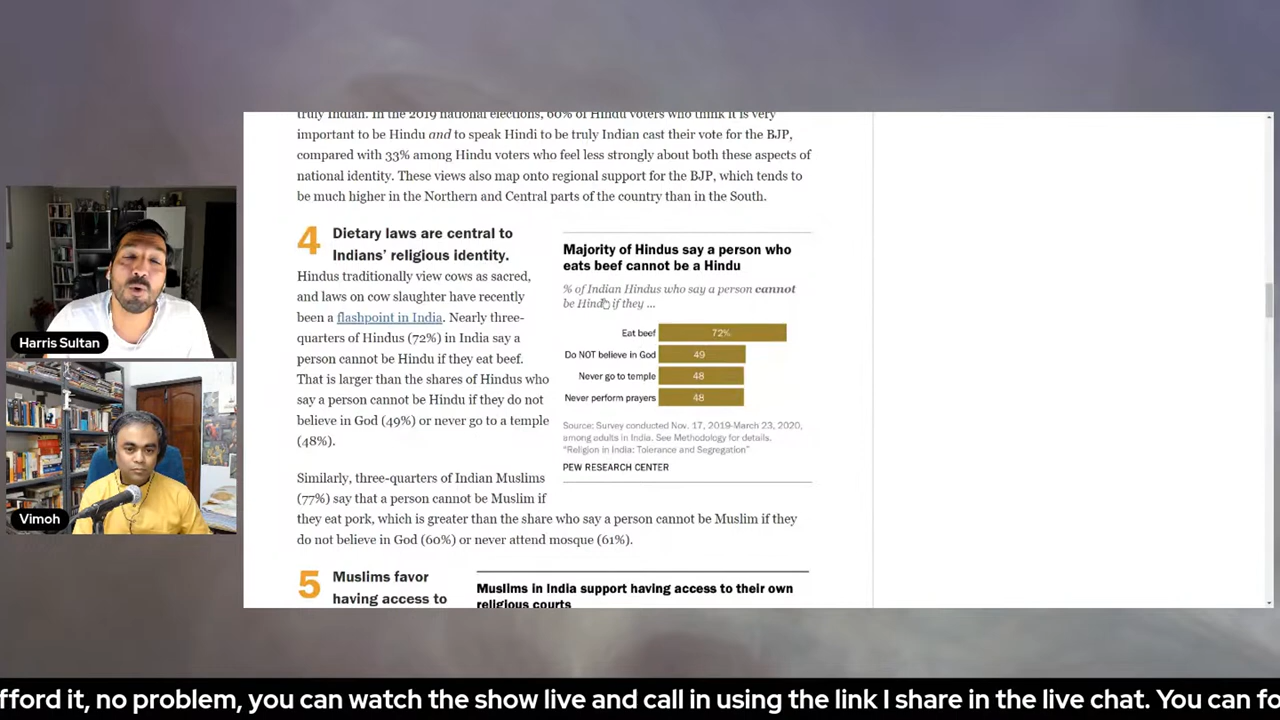 truly Indian. In the 2019 national elections, 60% of Hindu voters who think it is very
important to be Hindu and to speak Hindi to be truly Indian cast their vote for the BJP,
compared with 33% among Hindu voters who feel less strongly about both these aspects of
national identity. These views also map onto regional support for the BJP, which tends to
be much higher in the Northern and Central parts of the country than in the South.
4 Dietary laws are central to
Indians' religious identity.
Hindus traditionally view cows as sacred,
and laws on cow slaughter have recently
been a flashpoint in India. Nearly three-
quarters of Hindus (72%) in India say a
person cannot be Hindu if they eat beef.
That is larger than the shares of Hindus who
say a person cannot be Hindu if they do not
believe in God (49%) or never go to a temple
(48%).
Similarly, three-quarters of Indian Muslims
(77%) say that a person cannot be Muslim if
they eat pork, which is greater than the share who say a person cannot be Muslim if they
do not believe in God (60%) or never attend mosque (61%).
Majority of Hindus say a person who
eats beef cannot be a Hindu
% of Indian Hindus who say a person cannot
be Hindu if they ...
Eat beef 72%
Do NOT believe in God 49
Never go to temple 48
Never perform prayers 48
Source: Survey conducted Nov. 17, 2019-March 23, 2020,
among adults in India. See Methodology for details.
"Religion in India: Tolerance and Segregation"
PEW RESEARCH CENTER
5 Muslims favor
having access to
Muslims in India support having access to their own
religious courts
Harris Sultan
Vimoh
fford it, no problem, you can watch the show live and call in using the link I share in the live chat. You can fo